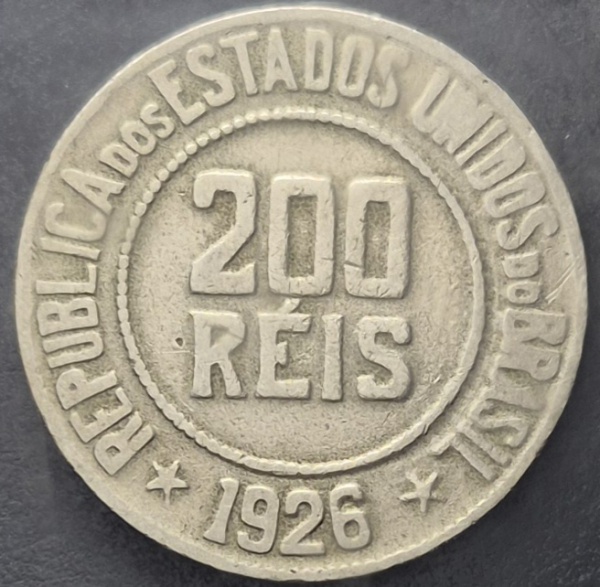 REPUBLICA DOS ESTADOS UNIDOS DO BRASIL
200
RÉIS
1926